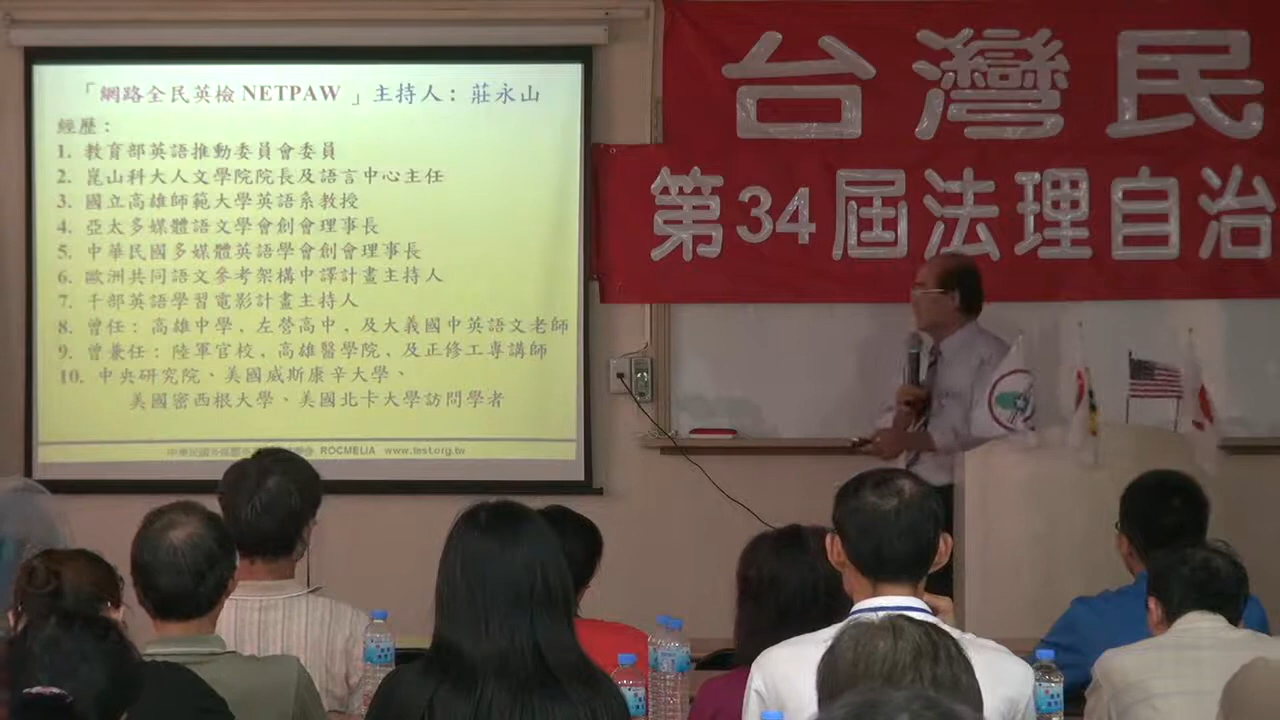 「網路全民英檢 NETPAW 」主持人：莊永山
經歷：
1. 教育部英語推動委員會委員
2. 崑山科大人文學院院長及語言中心主任
3. 國立高雄師範大學英語系教授
4. 亞太多媒體語文學會創會理事長
5. 中華民國多媒體英語學會創會理事長
6. 歐洲共同語文參考架構中譯計畫主持人
7. 千部英語學習電影計畫主持人
8. 曾任：高雄中學, 左營高中, 及大義國中英語文老師
9. 曾兼任：陸軍官校, 高雄醫學院, 及正修工專講師
10. 中央研究院、美國威斯康辛大學、
美國密西根大學、美國北卡大學訪問學者
ROCMELIA www.test.org.tw
台灣民
第34屆法理自治